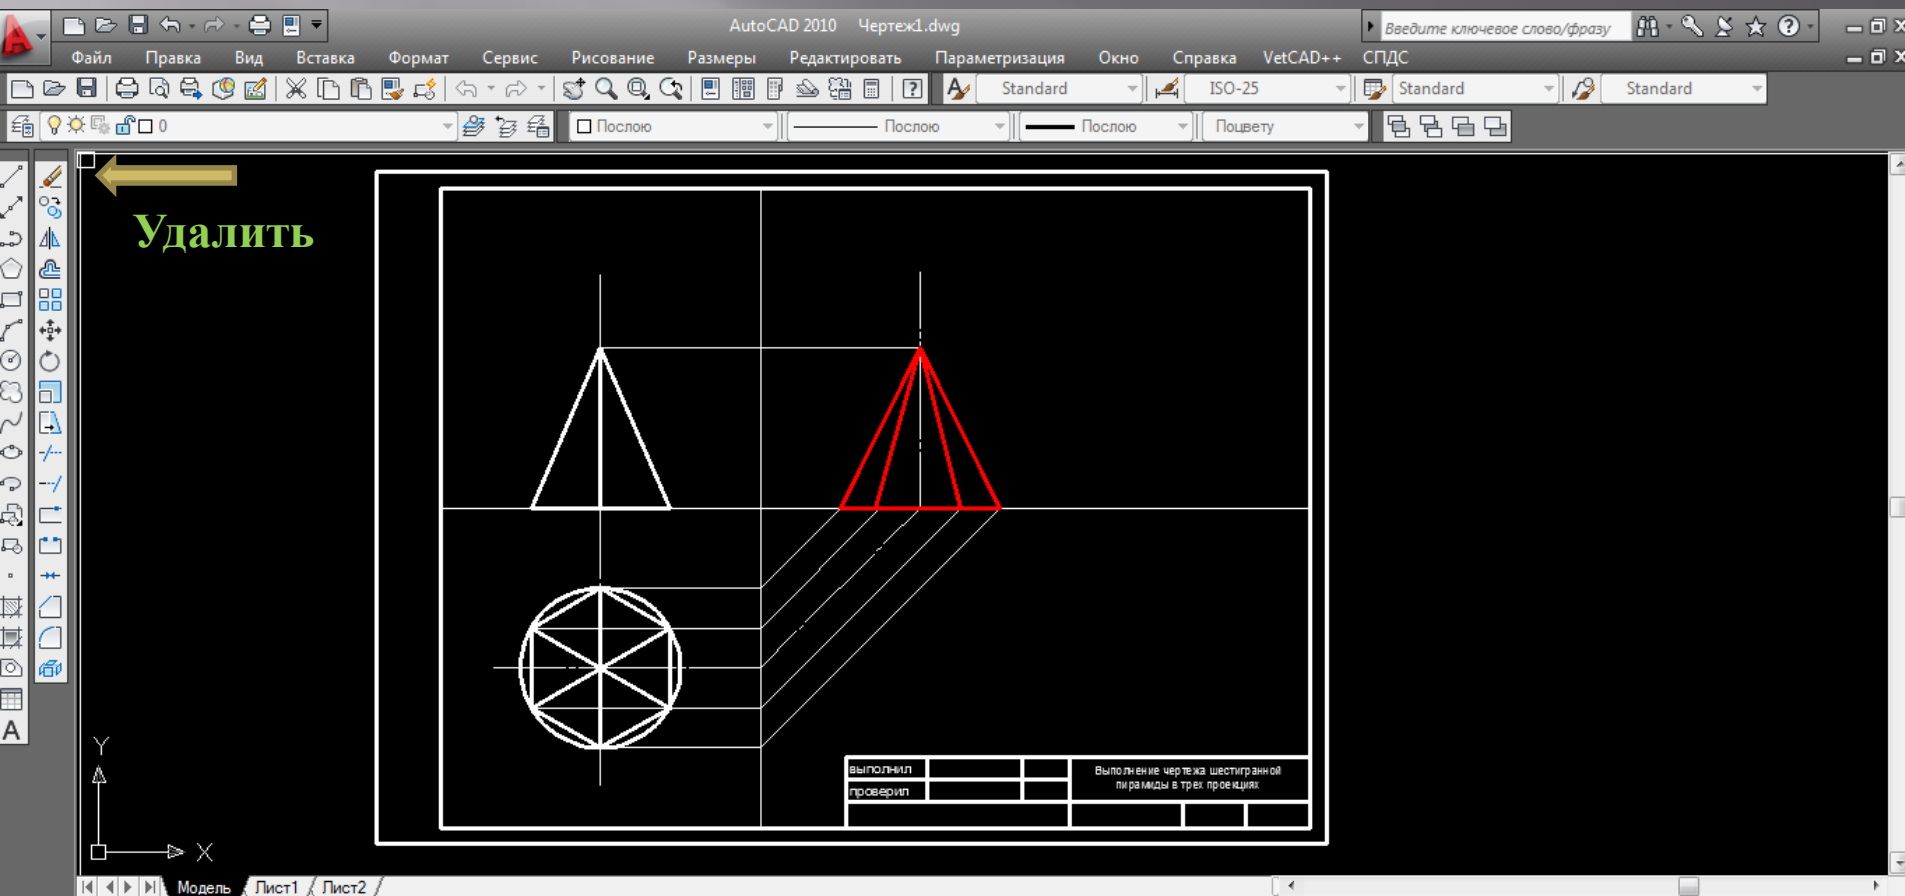 AutoCAD 2010 Чертеж1.dwg
Введите ключевое слово/фразу
Файл Правка Вид Вставка Формат Сервис Рисование Размеры Редактировать Параметризация Окно Справка VetCAD++ СПДС
Standard ISO-25 Standard Standard
0 Послою Послою Послою Поцвету
Удалить
выполнил
Выполнение чертежа шестигранной
пирамиды в трех проекциях
проверил
Y
X
A
Модель Лист1 Лист2